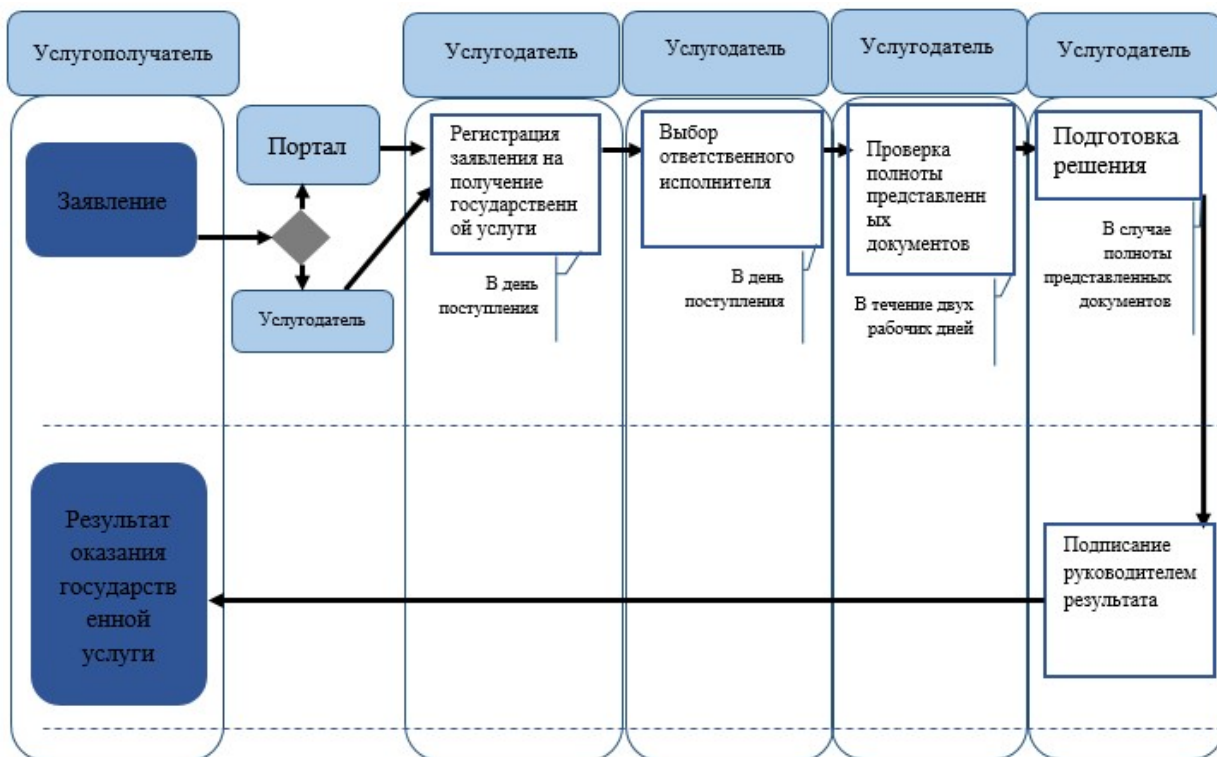 Услугополучатель
Услугодатель
Услугодатель
Услугодатель
Услугодатель
Заявление
Портал
Услугодатель
Регистрация
заявления на
получение
государственн
ой услуги
В день
поступления
Выбор
ответственного
исполнителя
В день
поступления
Проверка
полноты
представленн
ых
документов
В течение двух
рабочих дней
Подготовка
решения
В случае
полноты
представленных
документов
Результат
оказания
государств
енной
услуги
Подписание
руководителем
результата